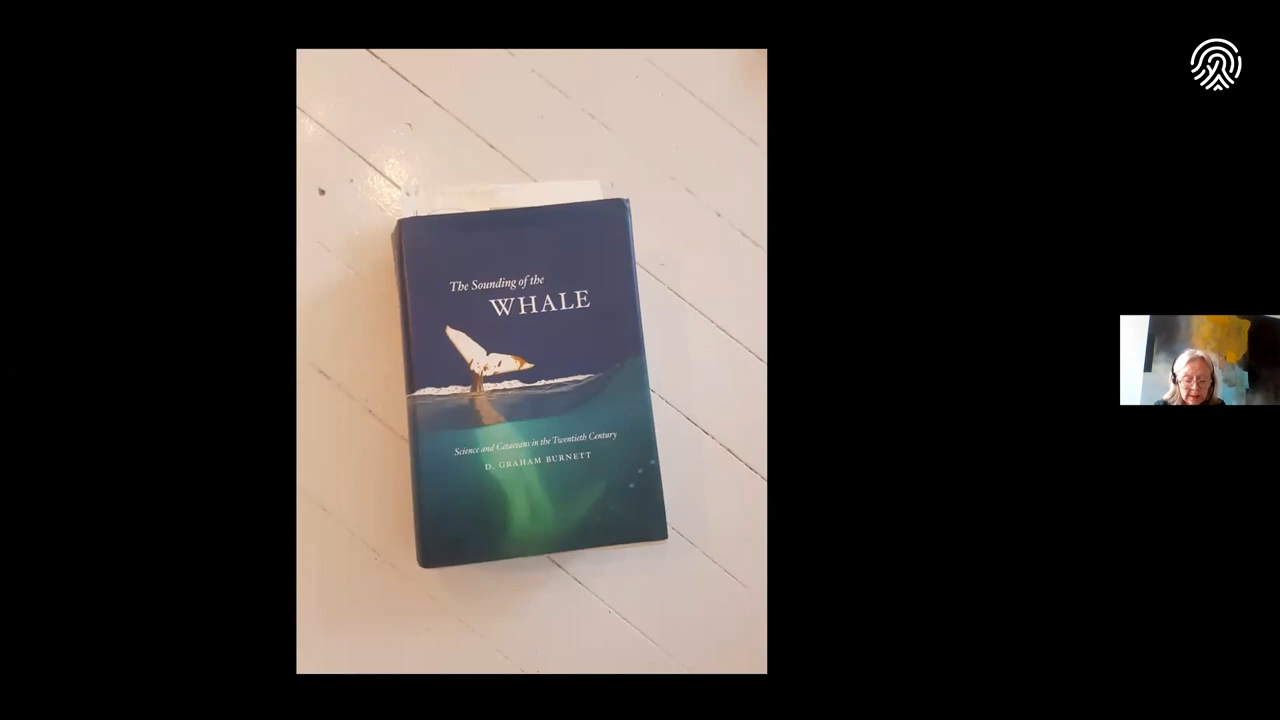 The Sounding of the
WHALE
Science and Cetaceans in the Twentieth Century
D. GRAHAM BURNETT